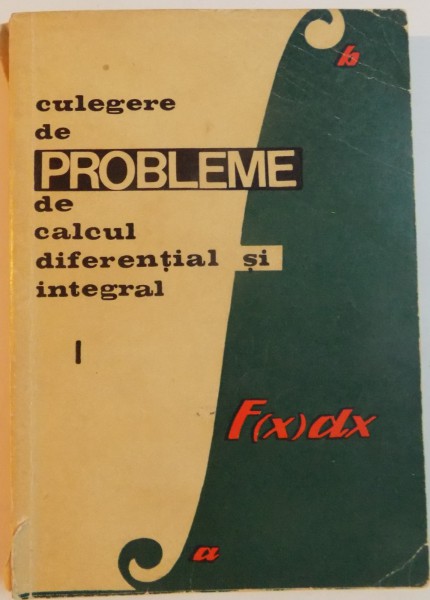 culegere
de
PROBLEME
de
calcul
diferențial și
integral
I
b
F(x)dx
a